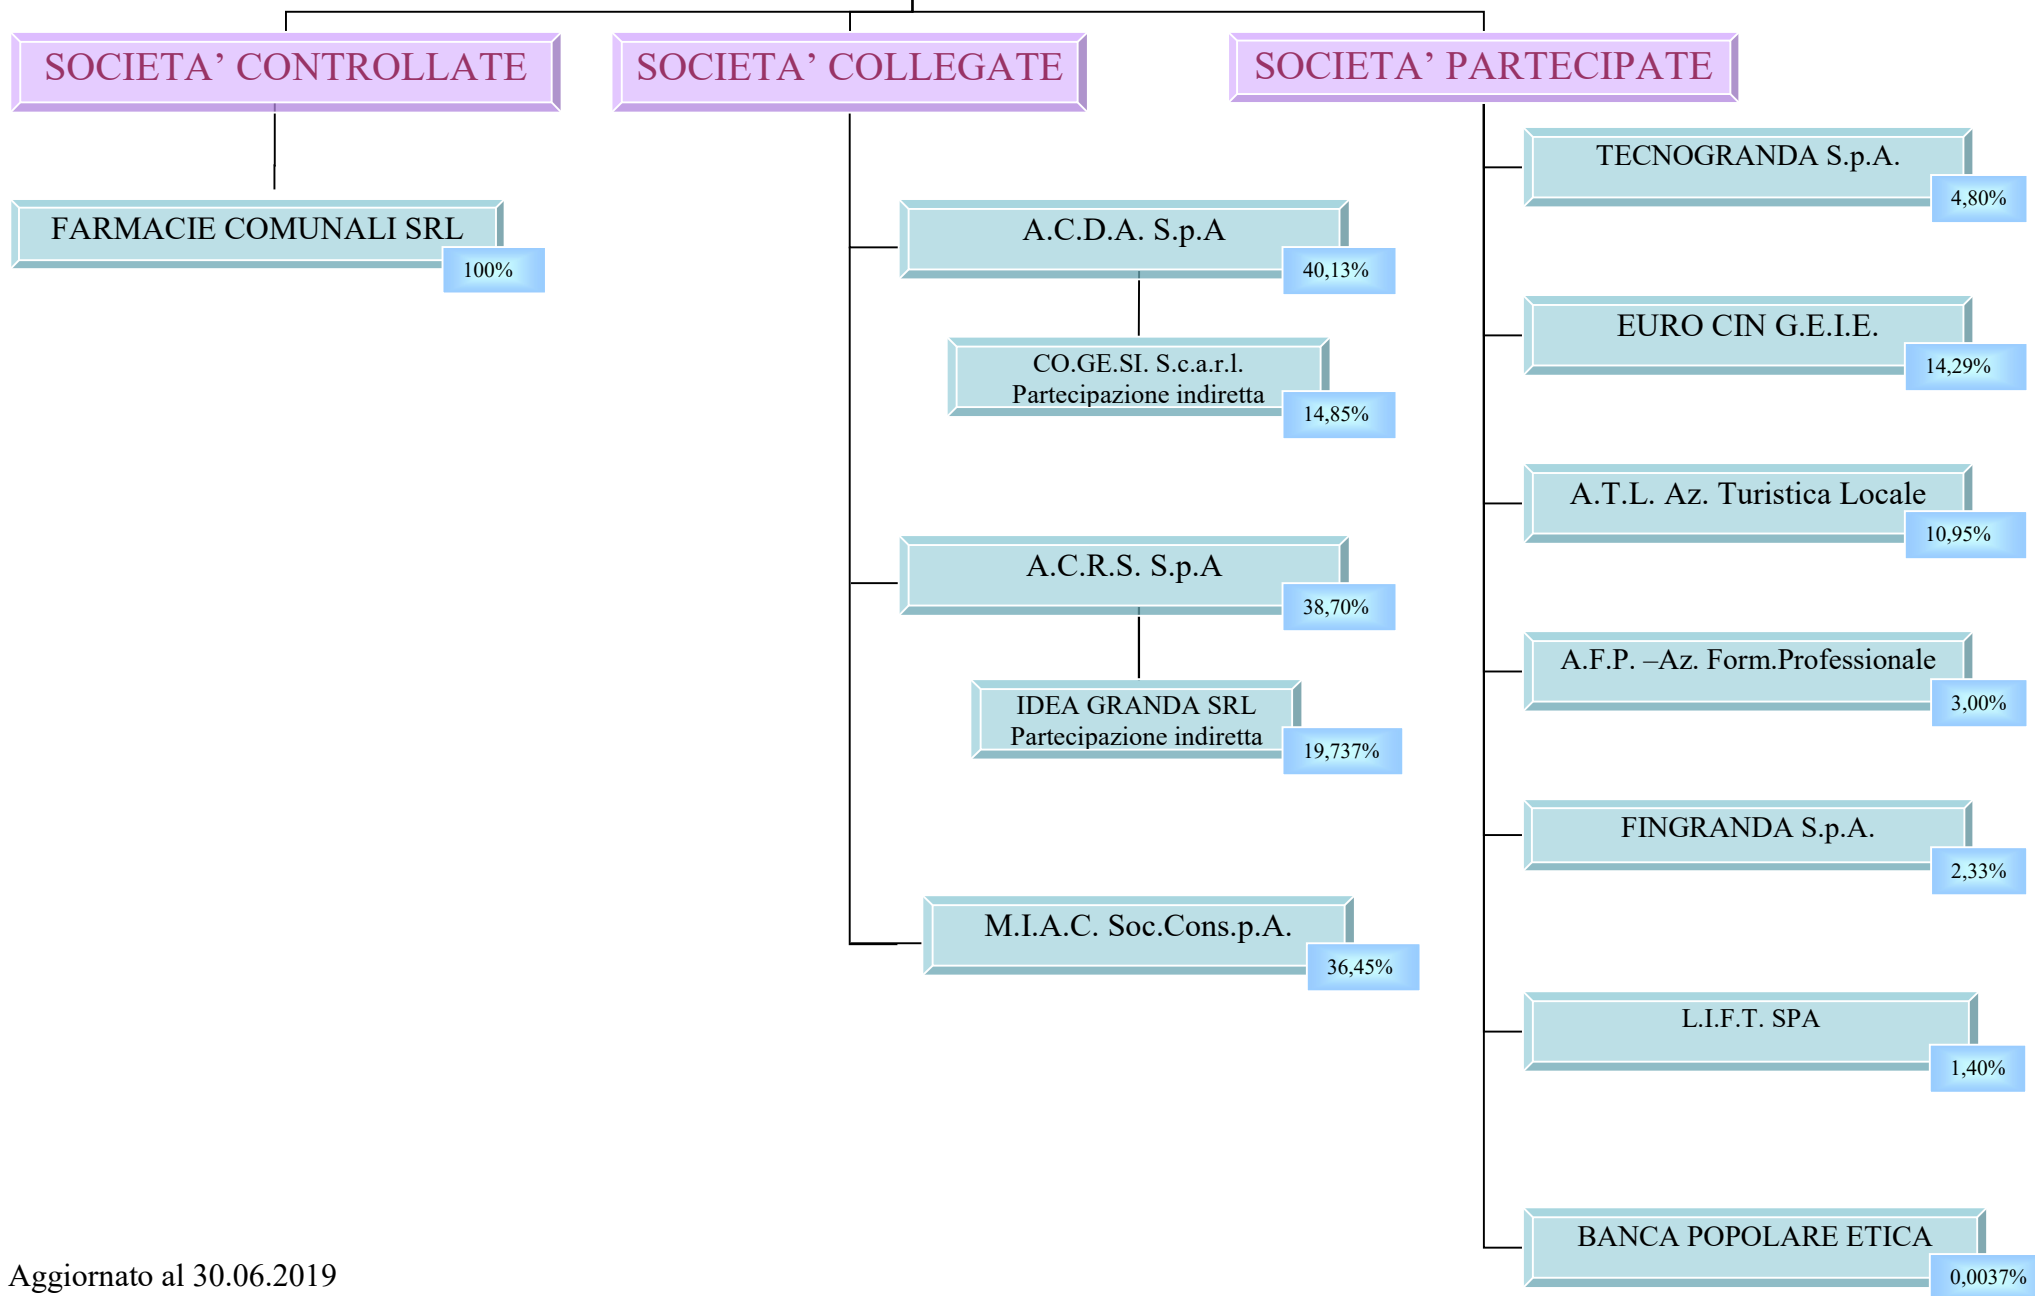 SOCIETA’ CONTROLLATE
FARMACIE COMUNALI SRL
100%
SOCIETA’ COLLEGATE
A.C.D.A. S.p.A
40,13%
CO.GE.SI. S.c.a.r.l.
Partecipazione indiretta
14,85%
A.C.R.S. S.p.A
38,70%
IDEA GRANDA SRL
Partecipazione indiretta
19,737%
M.I.A.C. Soc.Cons.p.A.
36,45%
SOCIETA’ PARTECIPATE
TECNOGRANDA S.p.A.
4,80%
EURO CIN G.E.I.E.
14,29%
A.T.L. Az. Turistica Locale
10,95%
A.F.P. –Az. Form.Professionale
3,00%
FINGRANDA S.p.A.
2,33%
L.I.F.T. SPA
1,40%
BANCA POPOLARE ETICA
0,0037%
Aggiornato al 30.06.2019